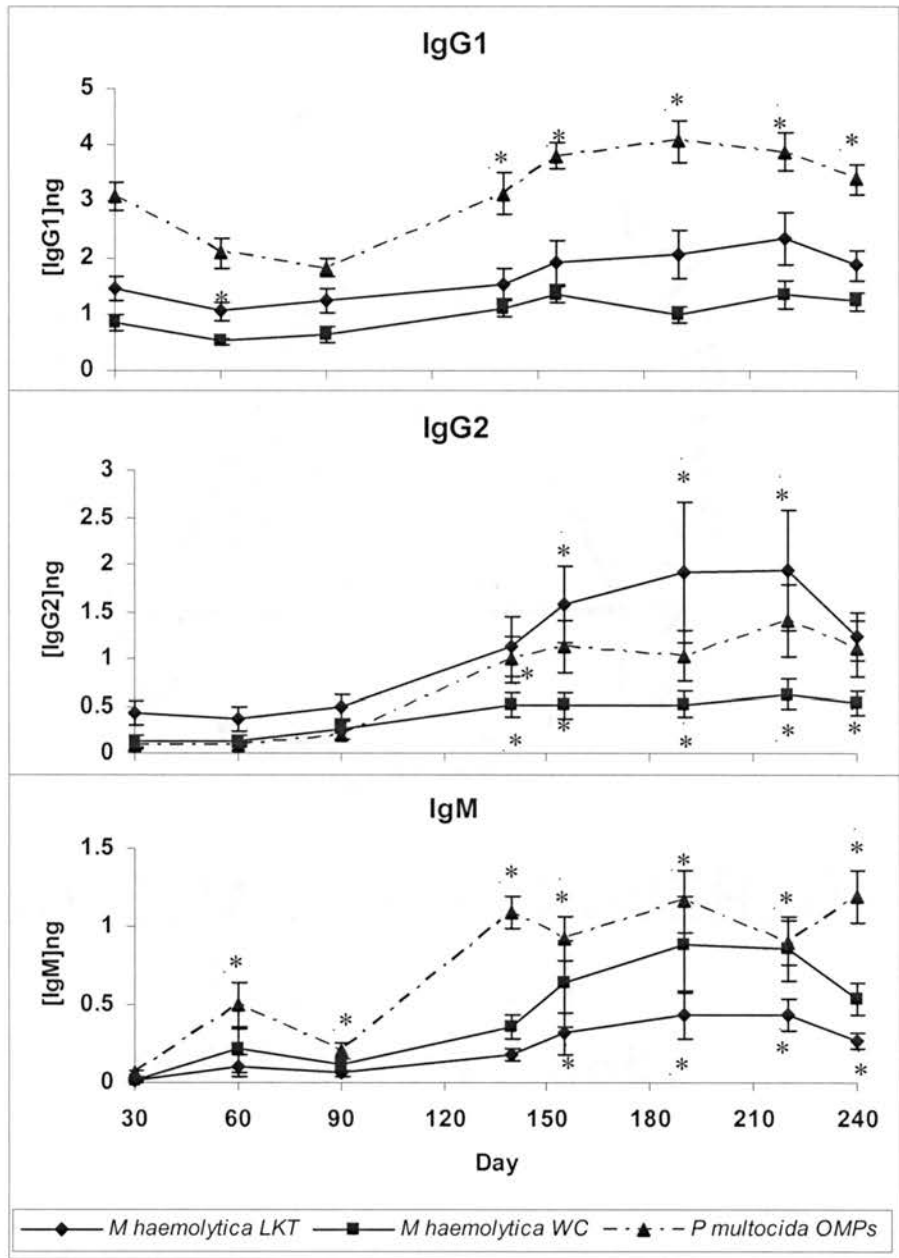 IgG1
5
4
3
2
1
0
[IgG1]ng
* * * * * *
IgG2
3
2.5
2
1.5
1
0.5
0
[IgG2]ng
* * * * * * * * *
IgM
1.5
1
0.5
0
[IgM]ng
* * * * * * * * * * *
30 60 90 120 150 180 210 240
Day
M haemolytica LKT M haemolytica WC P multocida OMPs